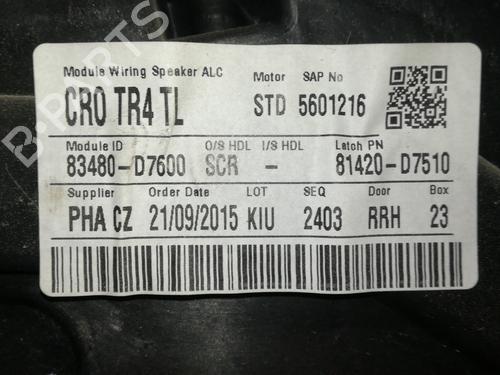 Module Wiring Speaker ALC Motor SAP No
CRO TR4 TL STD 5601216
Module ID O/S HDL I/S HDL Latch PN
83480-D7600 SCR - 81420-D7510
Supplier Order Date LOT SEQ Door Box
PHA CZ 21/09/2015 KIU 2403 RRH 23
B-PARTS